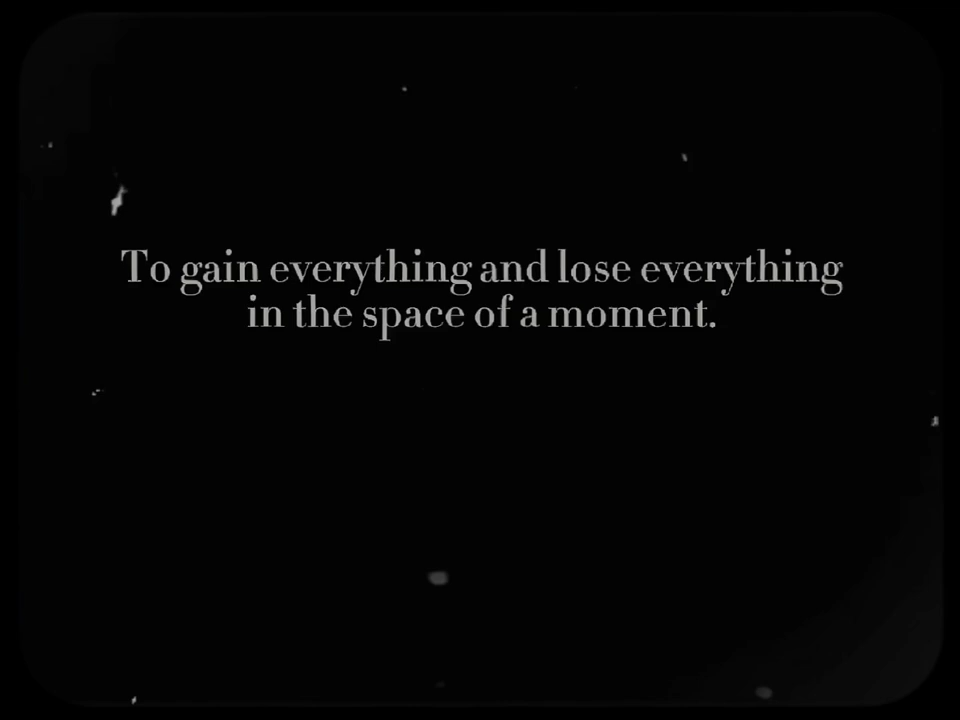 To gain everything and lose everything
in the space of a moment.